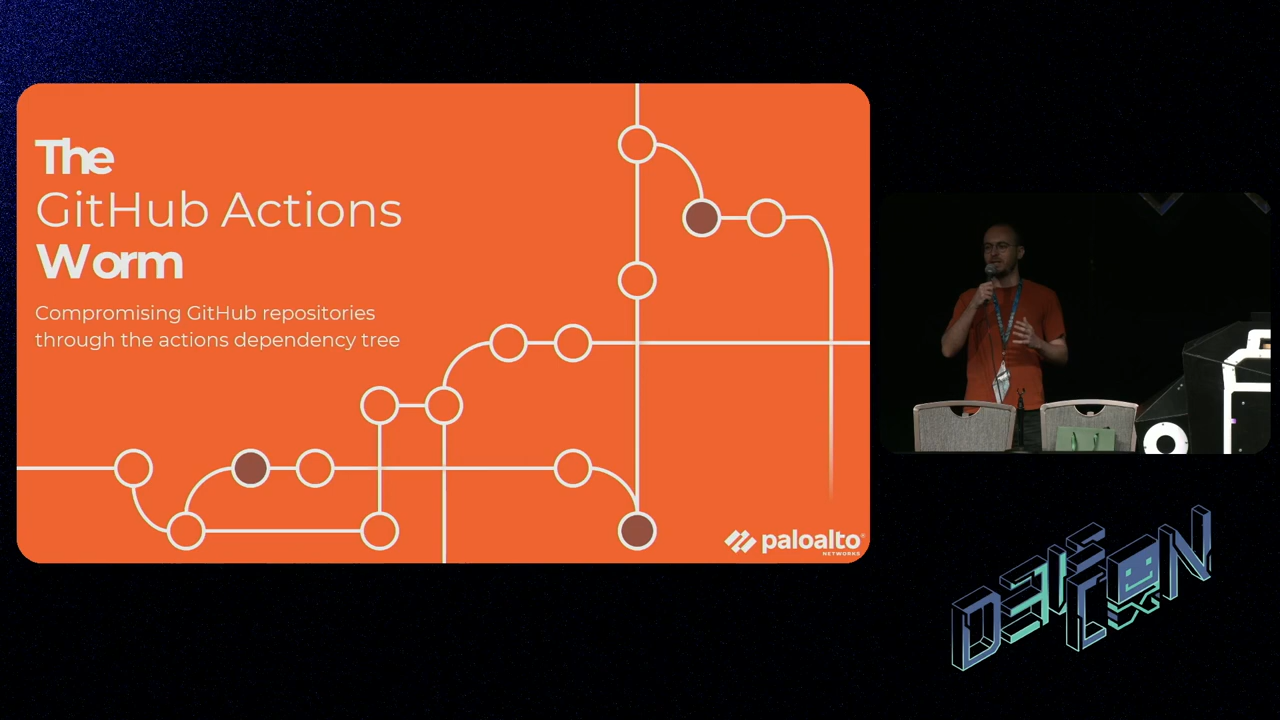 The
GitHub Actions
Worm
Compromising GitHub repositories
through the actions dependency tree
paloalto
NETWORKS
DEF CON